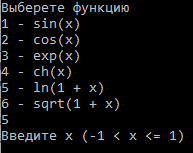 Выберете функцию
1 - sin(x)
2 - cos(x)
3 - exp(x)
4 - ch(x)
5 - ln(1 + x)
6 - sqrt(1 + x)
5
Введите x (-1 < x <= 1)